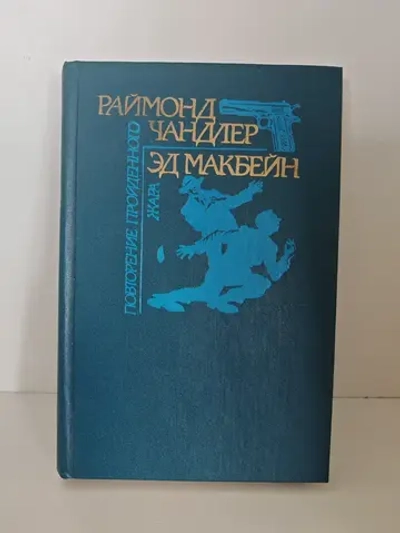 РАЙМОНД
ЧАНДЛЕР
ЭД МАКБЕЙН
ПОВТОРЕНИЕ ПРОЙДЕННОГО
ЖАРА